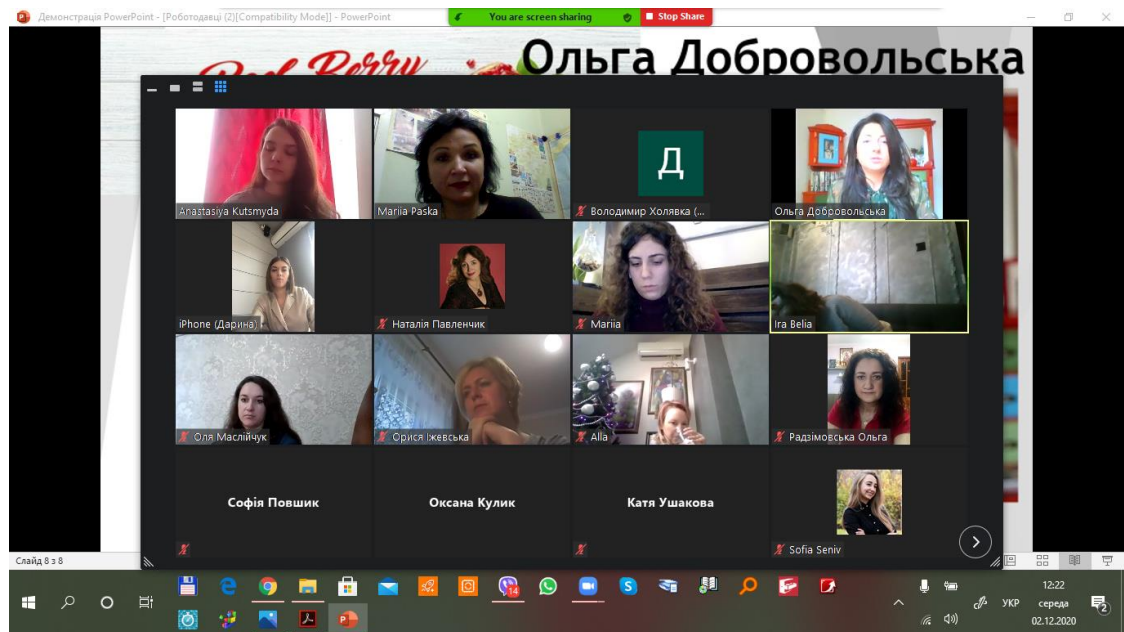 Демонстрація PowerPoint - [Роботодавці (2)[Compatibility Mode]] - PowerPoint
You are screen sharing
Stop Share
Red Berry
Ольга Добровольська
Д
Anastasiya Kutsmyda
Mariia Paska
Володимир Холявка (...
Ольга Добровольська
iPhone (Дарина)
Наталія Павленчик
Mariia
Ira Belia
Оля Маслійчук
Орися Іжевська
Alla
Радзімовська Ольга
Софія Повшик
Оксана Кулик
Катя Ушакова
Sofia Seniv
Слайд 8 з 8
14
12:22
УКР
середа
02.12.2020
2